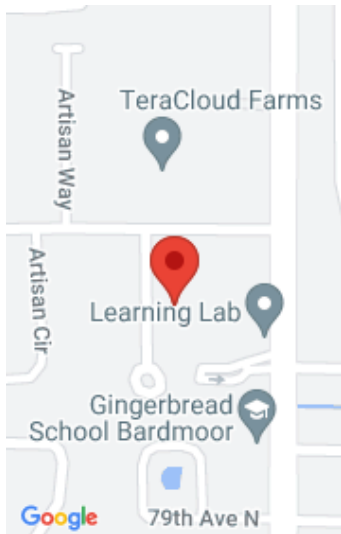 TeraCloud Farms
Artisan Way
Artisan Cir
Learning Lab
Gingerbread
School Bardmoor
Google
79th Ave N